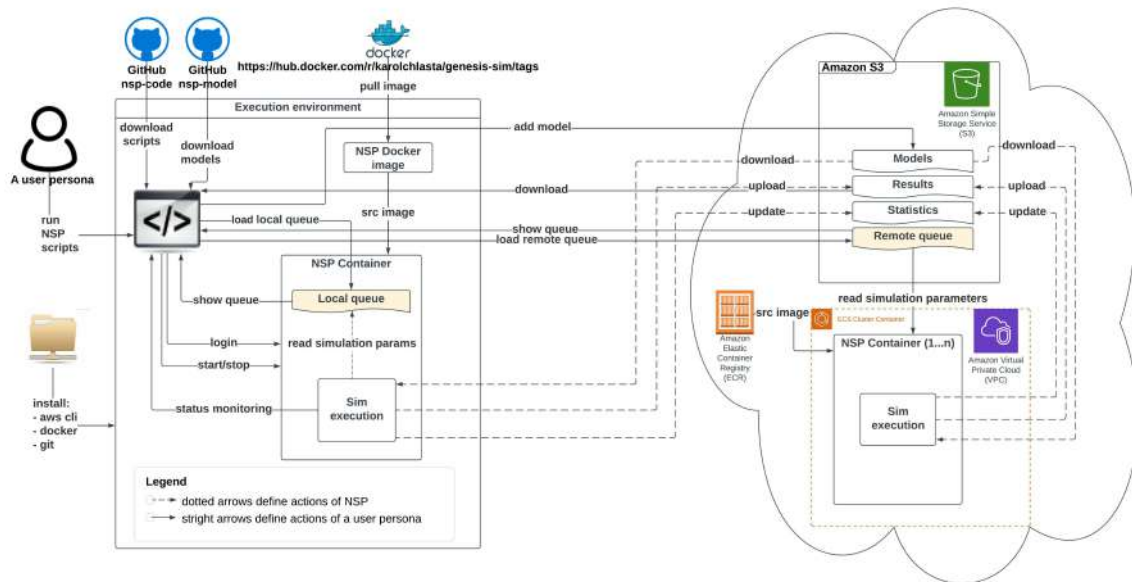 GitHub
nsp-code
GitHub
nsp-model
docker
https://hub.docker.com/r/karolchlasta/genesis-sim/tags
pull image
Execution environment
download
scripts
download
models
A user persona
run
NSP
scripts
NSP Docker
image
src image
add model
download
load local queue
show queue
load remote queue
NSP Container
Local queue
show queue
login
read simulation params
start/stop
status monitoring
Sim
execution
install:
- aws cli
- docker
- git
Legend
dotted arrows define actions of NSP
stright arrows define actions of a user persona
Amazon S3
Amazon Simple
Storage Service
(S3)
download
Models
download
upload
Results
upload
update
Statistics
update
Remote queue
read simulation parameters
src image
Amazon
Elastic
Container
Registry
(ECR)
ECS Cluster Container
NSP Container (1...n)
Amazon Virtual
Private Cloud
(VPC)
Sim
execution